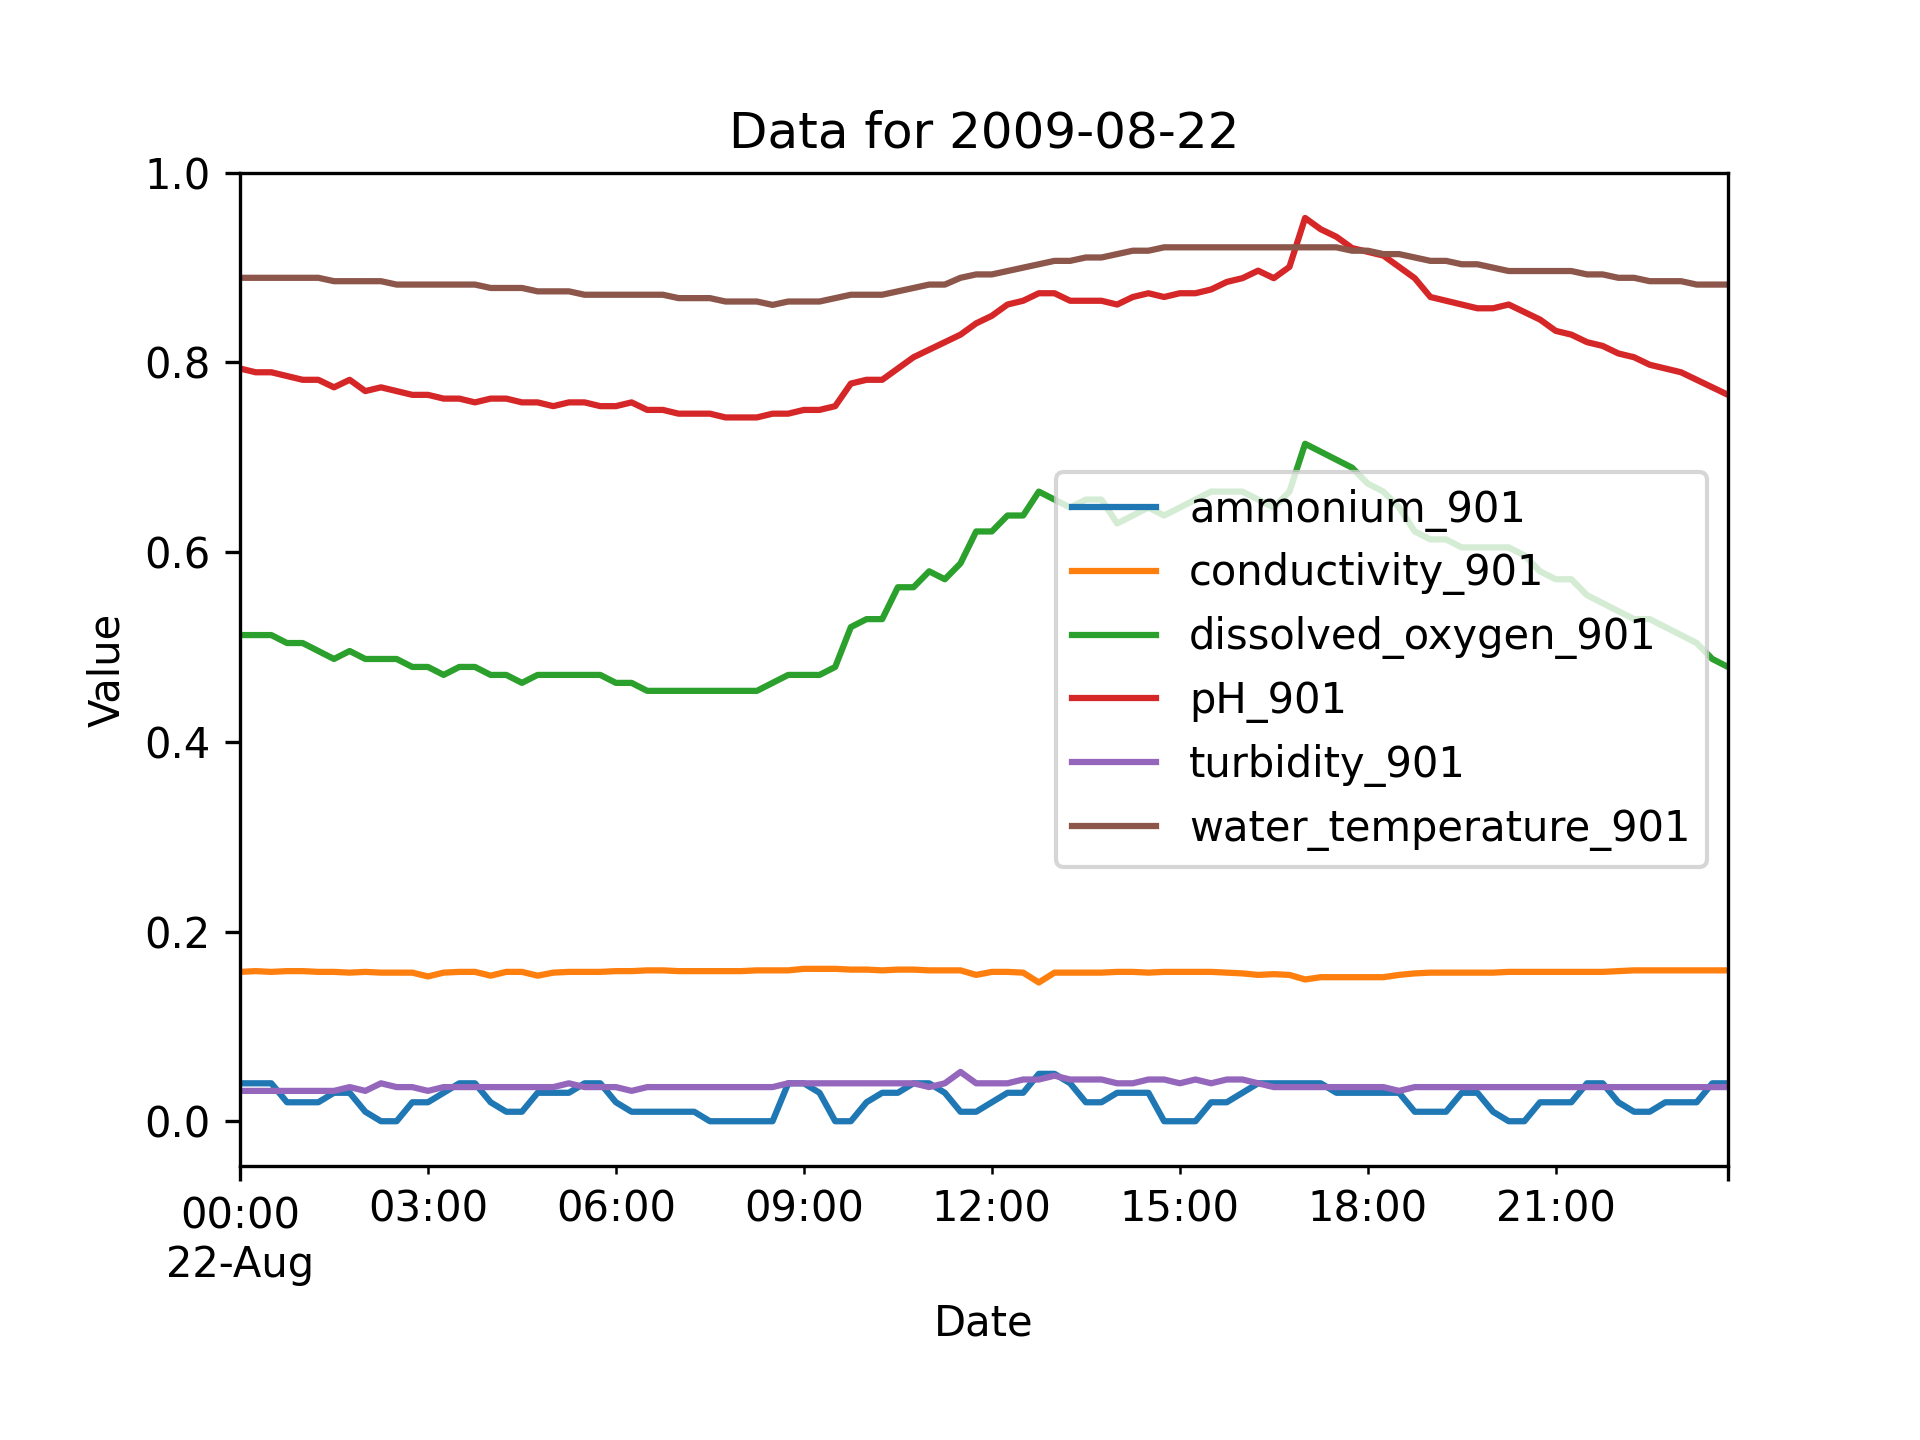 Data for 2009-08-22
1.0
0.8
0.6
0.4
0.2
0.0
Value
ammonium_901
conductivity_901
dissolved_oxygen_901
pH_901
turbidity_901
water_temperature_901
00:00 03:00 06:00 09:00 12:00 15:00 18:00 21:00
22-Aug
Date